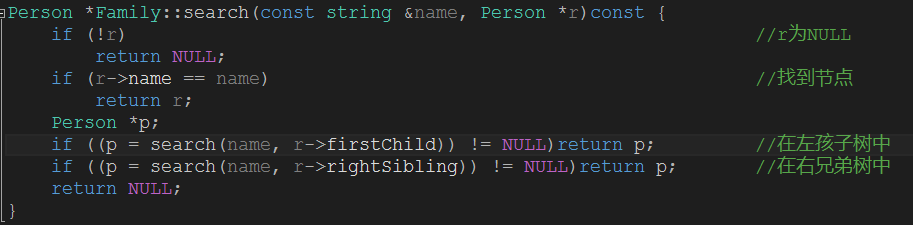 Person *Family::search(const string &name, Person *r)const {
    if (!r)                                                         //r为NULL
        return NULL;
    if (r->name == name)                                            //找到节点
        return r;
    Person *p;
    if ((p = search(name, r->firstChild)) != NULL)return p;         //在左孩子树中
    if ((p = search(name, r->rightSibling)) != NULL)return p;       //在右兄弟树中
    return NULL;
}